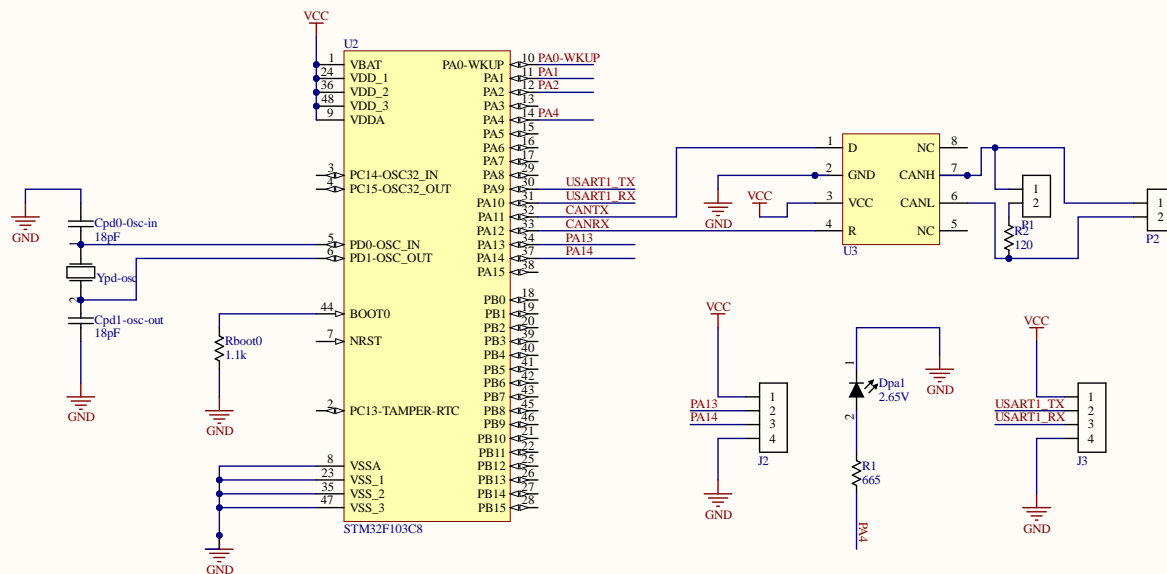 VCC
U2
1 VBAT
24 VDD_1
36 VDD_2
48 VDD_3
9 VDDA
3 PC14-OSC32_IN
4 PC15-OSC32_OUT
5 PD0-OSC_IN
6 PD1-OSC_OUT
44 BOOT0
7 NRST
2 PC13-TAMPER-RTC
8 VSSA
23 VSS_1
35 VSS_2
47 VSS_3
STM32F103C8
PA0-WKUP 10 PA0-WKUP
PA1 11 PA1
PA2 12 PA2
PA3 13
PA4 14 PA4
PA5 15
PA6 16
PA7 17
PA8 29
PA9 30 USART1_TX
PA10 31 USART1_RX
PA11 32 CANTX
PA12 33 CANRX
PA13 34 PA13
PA14 37 PA14
PA15 38
PB0 18
PB1 19
PB2 20
PB3 39
PB4 40
PB5 41
PB6 42
PB7 43
PB8 45
PB9 46
PB10 21
PB11 22
PB12 25
PB13 26
PB14 27
PB15 28
GND
Cpd0-0sc-in
18pF
Ypd-osc
2
Cpd1-osc-out
18pF
GND
Rboot0
1.1k
GND
GND
1 D
2 GND
3 VCC
4 R
NC 8
CANH 7
CANL 6
NC 5
U3
GND
VCC
1
2
P1
R2
120
1
2
P2
VCC
PA13
PA14
1
2
3
4
J2
GND
1
Dpa1
2.65V
2
GND
R1
665
PA4
VCC
USART1_TX
USART1_RX
1
2
3
4
J3
GND